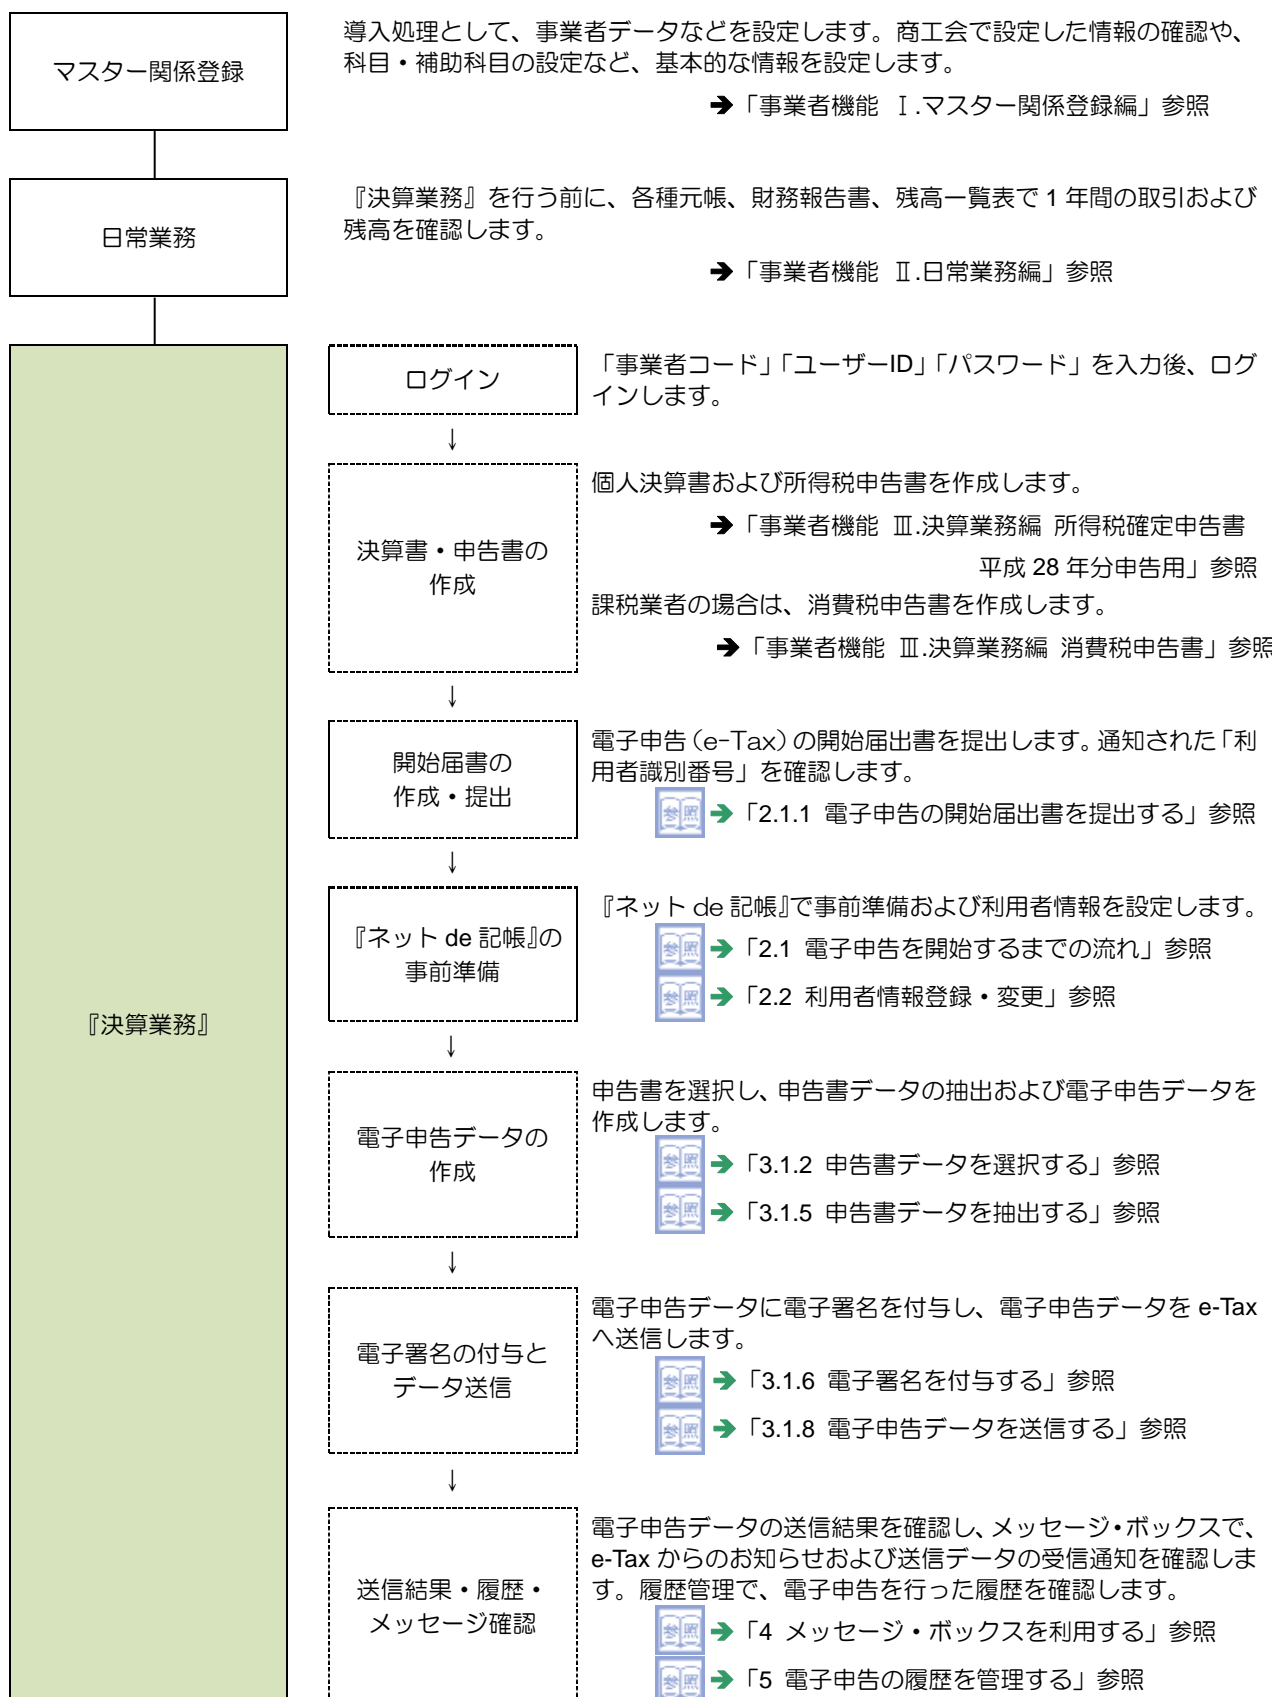 マスター関係登録
導入処理として、事業者データなどを設定します。商工会で設定した情報の確認や、
科目・補助科目の設定など、基本的な情報を設定します。
➔「事業者機能 Ⅰ.マスター関係登録編」参照
日常業務
『決算業務』を行う前に、各種元帳、財務報告書、残高一覧表で 1 年間の取引および
残高を確認します。
➔「事業者機能 Ⅱ.日常業務編」参照
『決算業務』
ログイン
「事業者コード」「ユーザーID」「パスワード」を入力後、ログ
インします。
↓
決算書・申告書の
作成
個人決算書および所得税申告書を作成します。
➔「事業者機能 Ⅲ.決算業務編 所得税確定申告書
平成 28 年分申告用」参照
課税業者の場合は、消費税申告書を作成します。
➔「事業者機能 Ⅲ.決算業務編 消費税申告書」参照
↓
開始届書の
作成・提出
電子申告（e-Tax）の開始届出書を提出します。通知された「利
用者識別番号」を確認します。
参照 ➔「2.1.1 電子申告の開始届出書を提出する」参照
↓
『ネット de 記帳』の
事前準備
『ネット de 記帳』で事前準備および利用者情報を設定します。
参照 ➔「2.1 電子申告を開始するまでの流れ」参照
参照 ➔「2.2 利用者情報登録・変更」参照
↓
電子申告データの
作成
申告書を選択し、申告書データの抽出および電子申告データを
作成します。
参照 ➔「3.1.2 申告書データを選択する」参照
参照 ➔「3.1.5 申告書データを抽出する」参照
↓
電子署名の付与と
データ送信
電子申告データに電子署名を付与し、電子申告データを e-Tax
へ送信します。
参照 ➔「3.1.6 電子署名を付与する」参照
参照 ➔「3.1.8 電子申告データを送信する」参照
↓
送信結果・履歴・
メッセージ確認
電子申告データの送信結果を確認し、メッセージ・ボックスで、
e-Tax からのお知らせおよび送信データの受信通知を確認しま
す。履歴管理で、電子申告を行った履歴を確認します。
参照 ➔「4 メッセージ・ボックスを利用する」参照
参照 ➔「5 電子申告の履歴を管理する」参照